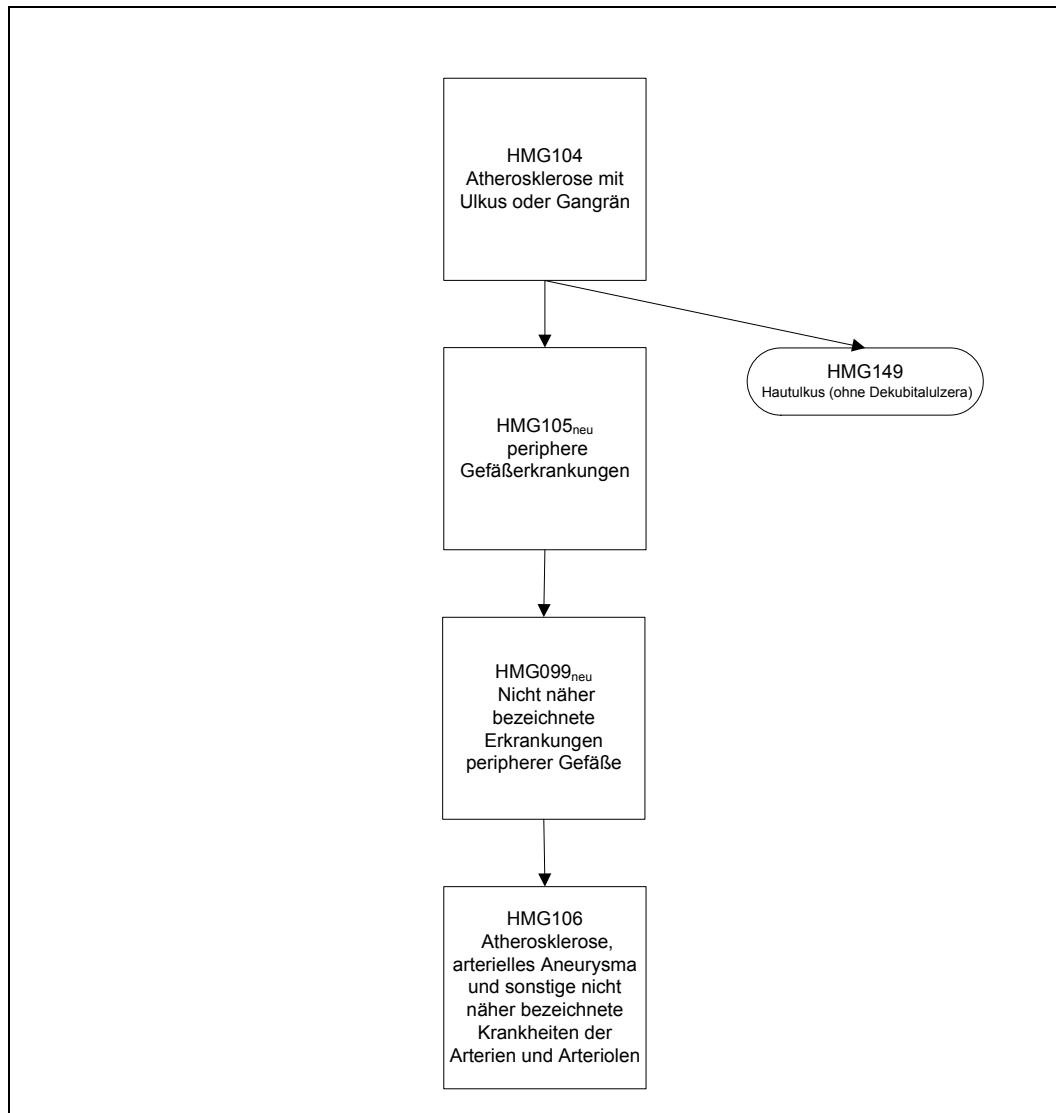 HMG104
Atherosklerose mit
Ulkus oder Gangrän
HMG149
Hautulkus (ohne Dekubitalulzera)
HMG105neu
periphere
Gefäßerkrankungen
HMG099neu
Nicht näher
bezeichnete
Erkrankungen
peripherer Gefäße
HMG106
Atherosklerose,
arterielles Aneurysma
und sonstige nicht
näher bezeichnete
Krankheiten der
Arterien und Arteriolen